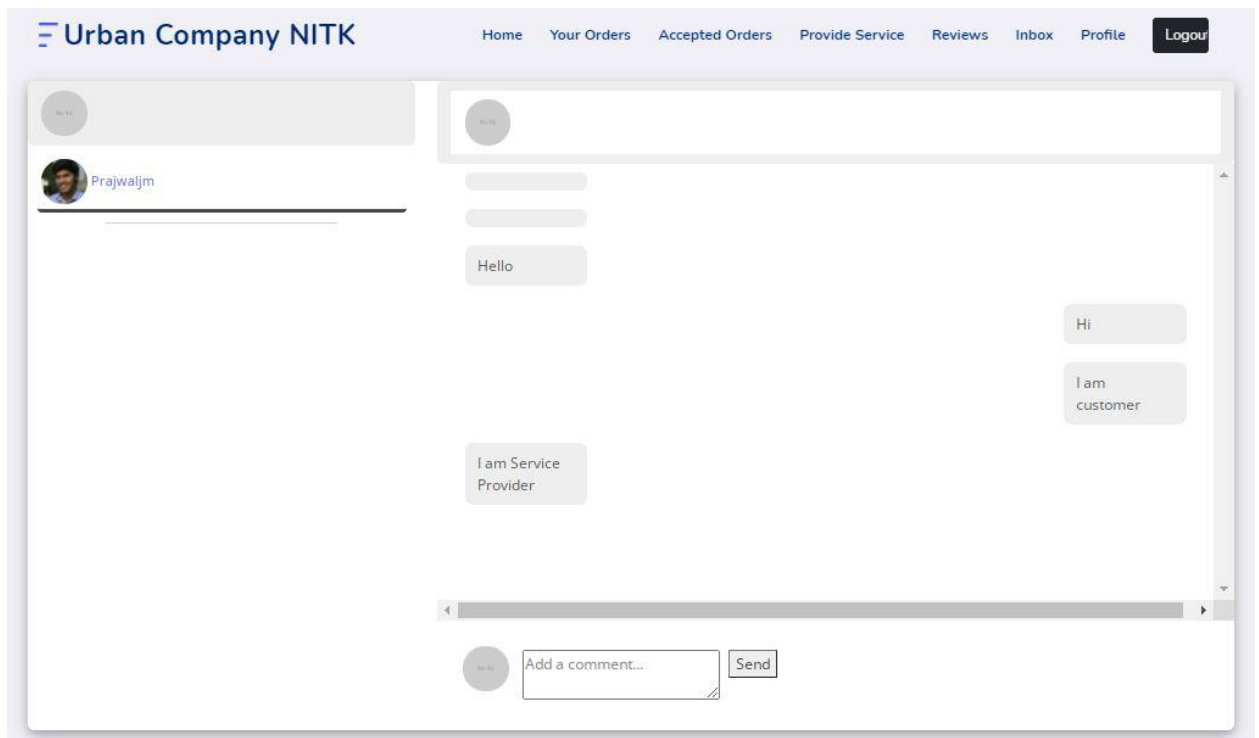 Urban Company NITK
Home Your Orders Accepted Orders Provide Service Reviews Inbox Profile Logou
Prajwaljm
Hello
Hi
I am
customer
I am Service
Provider
Add a comment...
Send